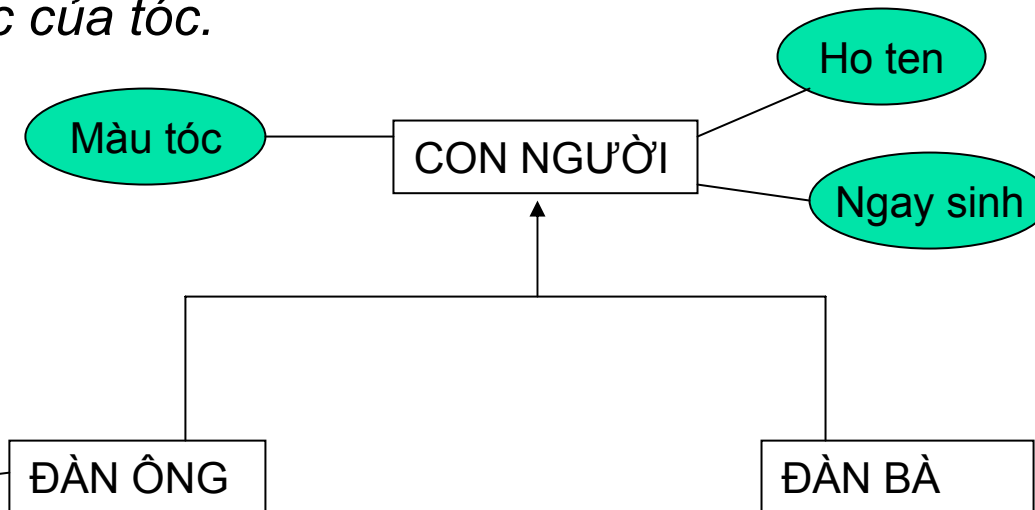 của tóc.
Ho ten
Màu tóc
CON NGƯỜI
Ngay sinh
ĐÀN ÔNG
ĐÀN BÀ